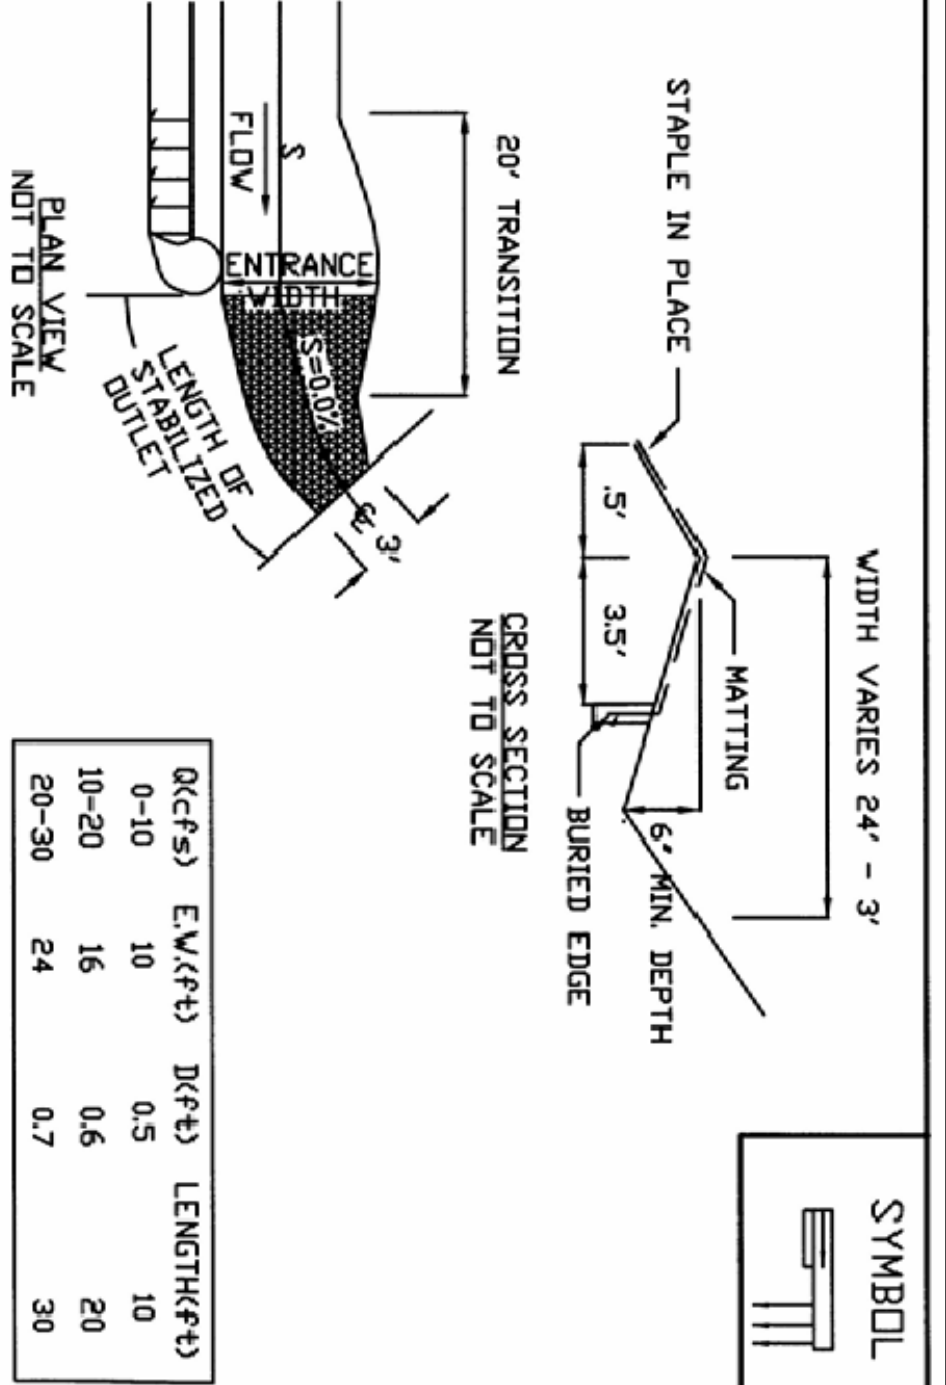 SYMBOL
WIDTH VARIES 24' - 3'
STAPLE IN PLACE
MATTING
6" MIN. DEPTH
.5'
3.5'
BURIED EDGE
CROSS SECTION
NOT TO SCALE
20' TRANSITION
S
FLOW
ENTRANCE
WIDTH
S=0.0%
℄ 3'
LENGTH OF
STABILIZED
OUTLET
PLAN VIEW
NOT TO SCALE
Q(cfs) E.W.(ft) D(ft) LENGTH(ft)
0-10 10 0.5 10
10-20 16 0.6 20
20-30 24 0.7 30